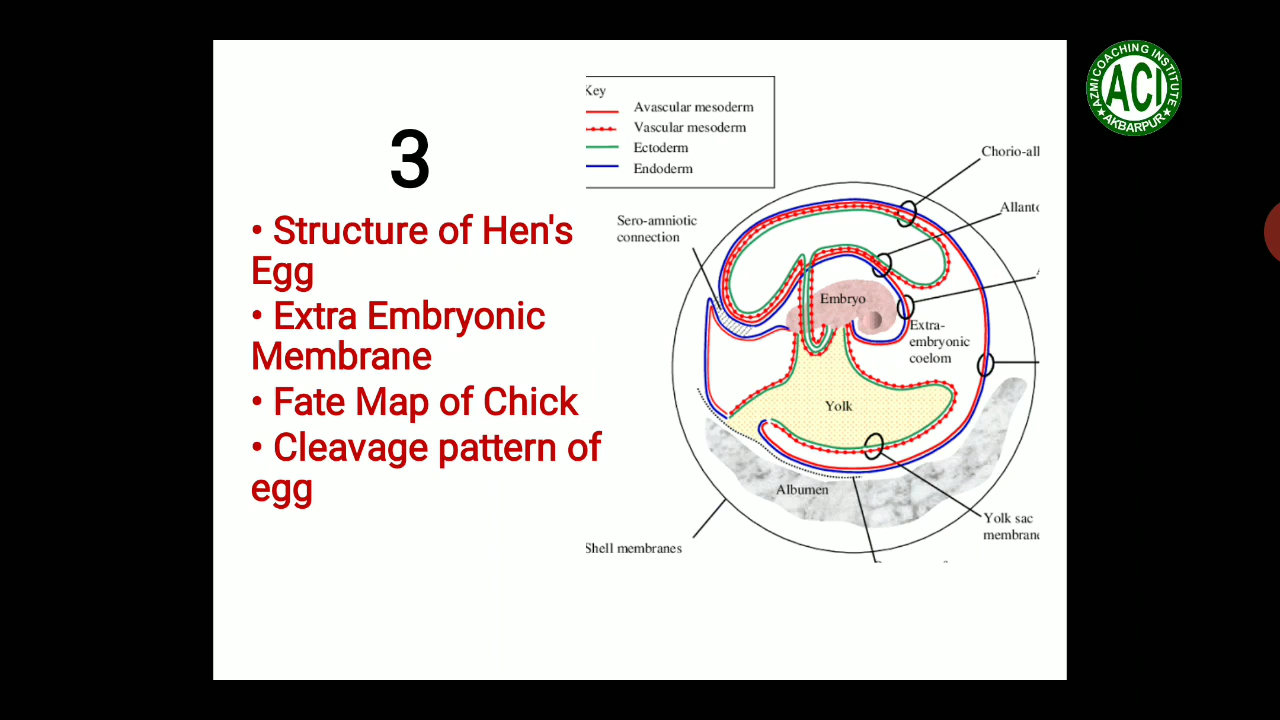 3
• Structure of Hen's
Egg
• Extra Embryonic
Membrane
• Fate Map of Chick
• Cleavage pattern of
egg
Key
Avascular mesoderm
Vascular mesoderm
Ectoderm
Endoderm
Sero-amniotic
connection
Chorio-all
Allanto
Embryo
Extra-
embryonic
coelom
Yolk
Albumen
Yolk sac
membrane
Shell membranes
AZMI COACHING INSTITUTE
ACI
★ AKBARPUR ★